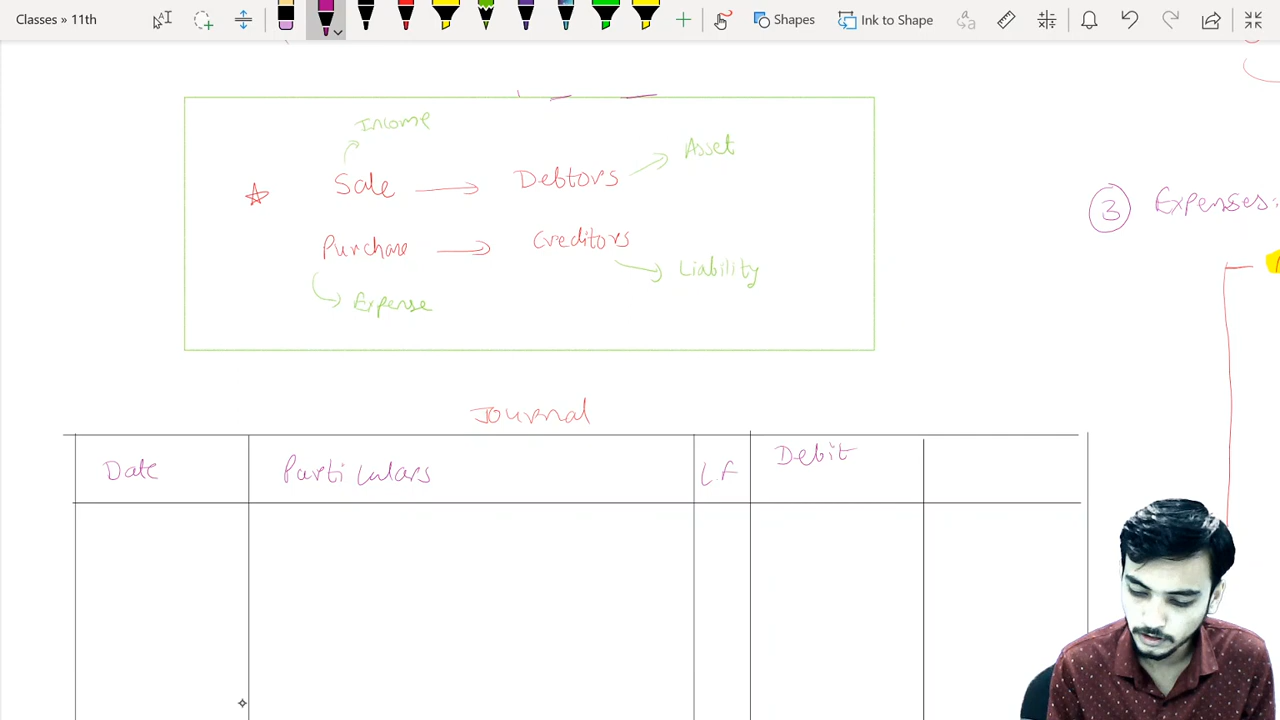 Classes » 11th
Shapes
Ink to Shape
Income
Asset
Sale → Debtors
Purchase → Creditors
Liability
Expense
3 Expenses:
Journal
Date Particulars L.F Debit